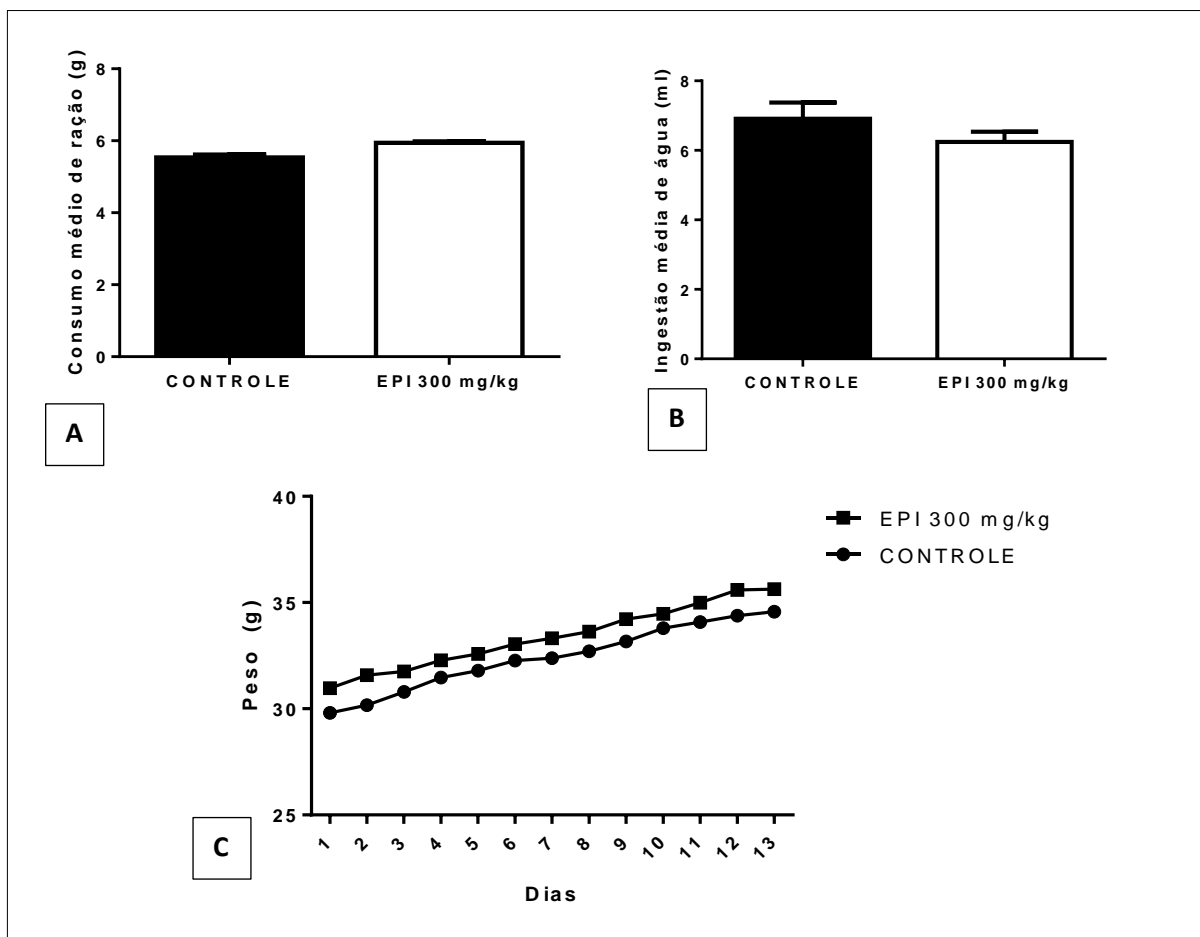 Consumo médio de ração (g)
8
6
4
2
0
CONTROLE
EPI 300 mg/kg
A
Ingestão média de água (ml)
8
6
4
2
0
CONTROLE
EPI 300 mg/kg
B
Peso (g)
40
35
30
25
1 2 3 4 5 6 7 8 9 10 11 12 13
Dias
EPI 300 mg/kg
CONTROLE
C